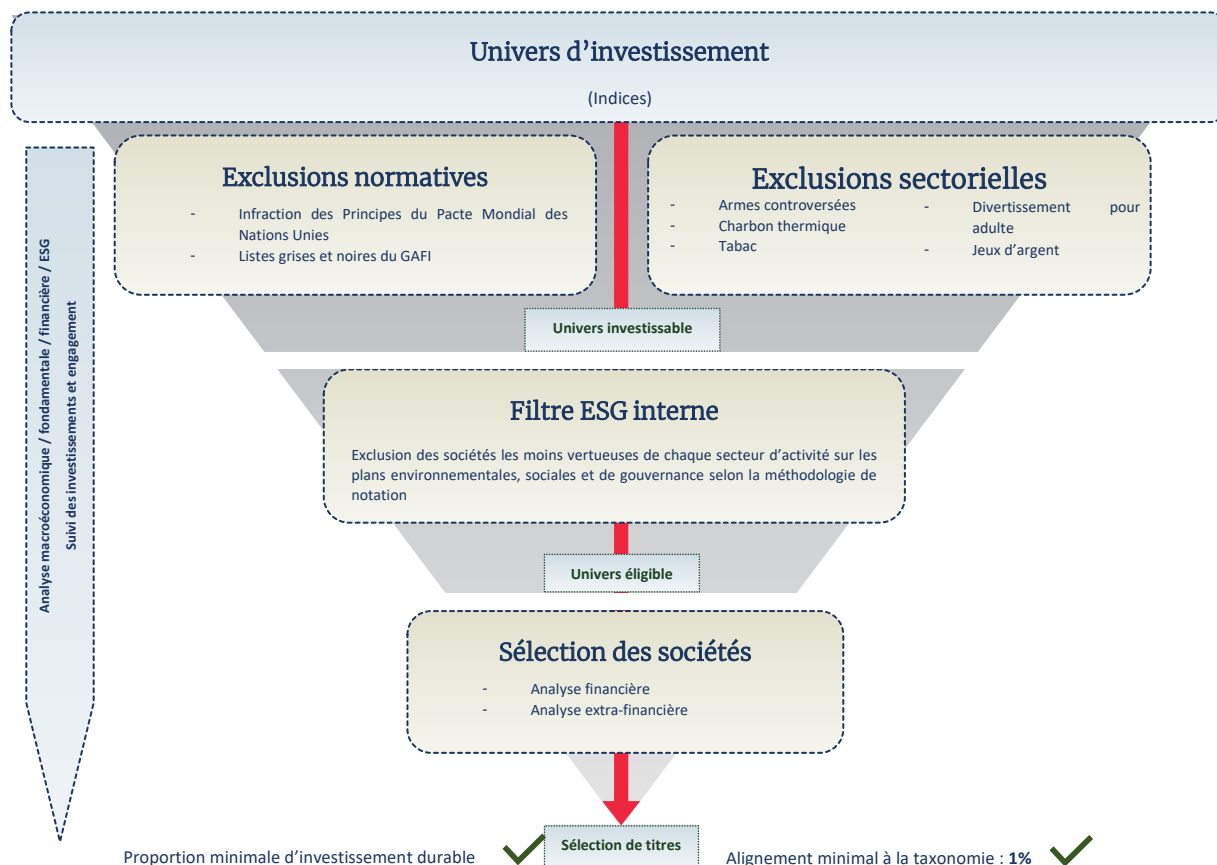 Univers d’investissement
(Indices)
Analyse macroéconomique / fondamentale / financière / ESG
Suivi des investissements et engagement
Exclusions normatives
- Infraction des Principes du Pacte Mondial des
Nations Unies
- Listes grises et noires du GAFI
Exclusions sectorielles
- Armes controversées
- Charbon thermique
- Tabac
- Divertissement pour
adulte
- Jeux d’argent
Univers investissable
Filtre ESG interne
Exclusion des sociétés les moins vertueuses de chaque secteur d’activité sur les
plans environnementales, sociales et de gouvernance selon la méthodologie de
notation
Univers éligible
Sélection des sociétés
- Analyse financière
- Analyse extra-financière
Proportion minimale d’investissement durable
Sélection de titres
Alignement minimal à la taxonomie : 1%